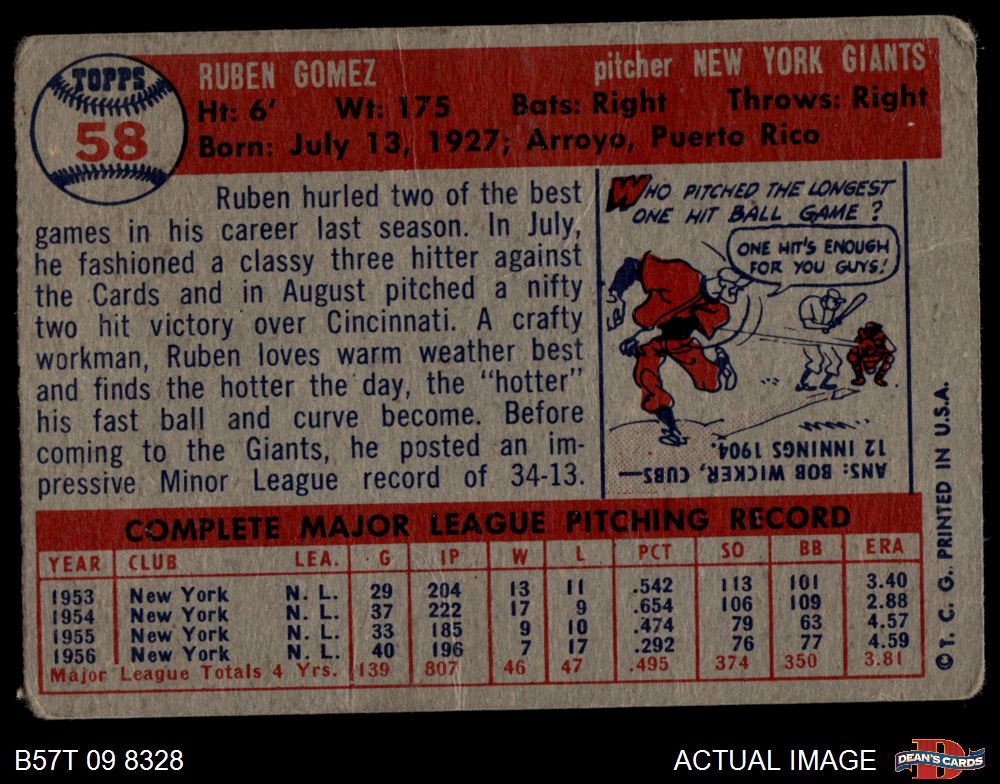 TOPPS
58
RUBEN GOMEZ pitcher NEW YORK GIANTS
Ht: 6' Wt: 175 Bats: Right Throws: Right
Born: July 13, 1927; Arroyo, Puerto Rico
Ruben hurled two of the best
games in his career last season. In July,
he fashioned a classy three hitter against
the Cards and in August pitched a nifty
two hit victory over Cincinnati. A crafty
workman, Ruben loves warm weather best
and finds the hotter the day, the "hotter"
his fast ball and curve become. Before
coming to the Giants, he posted an im-
pressive Minor League record of 34-13.
WHO PITCHED THE LONGEST
ONE HIT BALL GAME?
ONE HIT'S ENOUGH
FOR YOU GUYS!
ANS: BOB WICKER, CUBS—
12 INNINGS 1904.
COMPLETE MAJOR LEAGUE PITCHING RECORD
YEAR CLUB LEA. G IP W L PCT SO BB ERA
1953 New York N. L. 29 204 13 11 .542 113 101 3.40
1954 New York N. L. 37 222 17 9 .654 106 109 2.88
1955 New York N. L. 33 185 9 10 .474 79 63 4.57
1956 New York N. L. 40 196 7 17 .292 76 77 4.59
Major League Totals 4 Yrs. 139 807 46 47 .495 374 350 3.81
© T. C. G. PRINTED IN U.S.A.
B57T 09 8328
ACTUAL IMAGE
DEAN'S CARDS